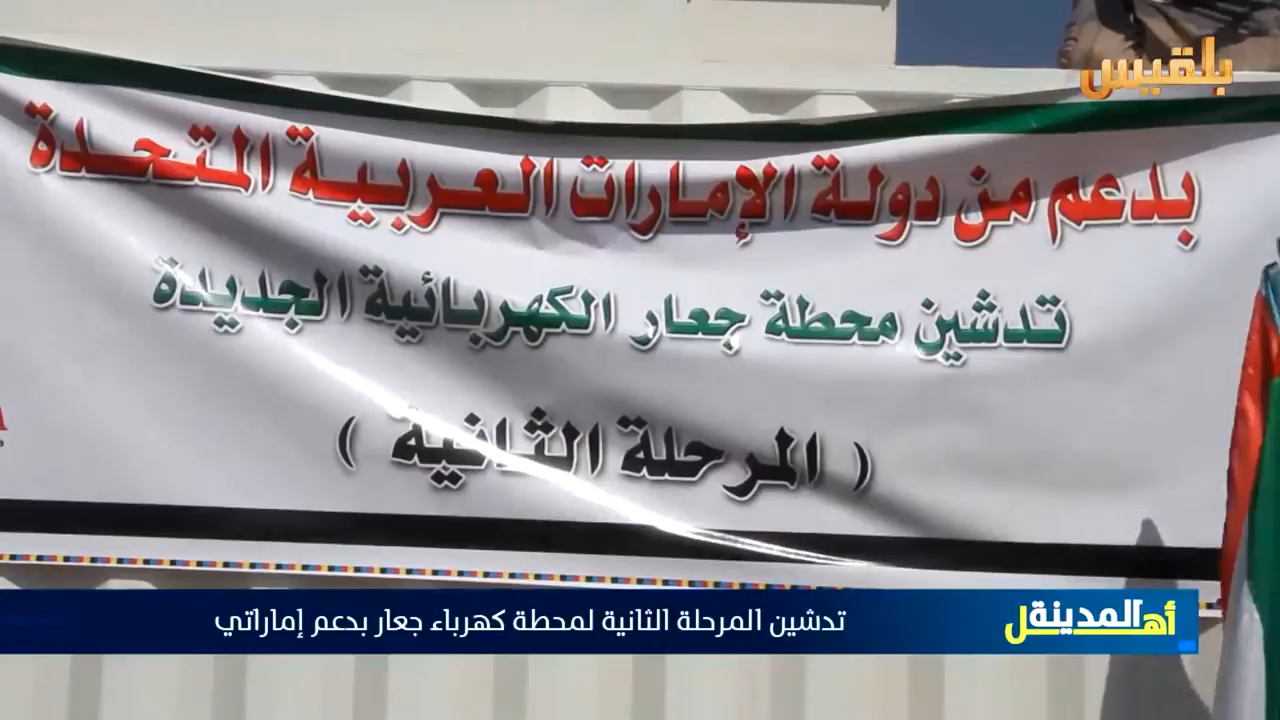 بلقيس
بدعم من دولة الإمارات العربية المتحدة
تدشين محطة جعار الكهربائية الجديدة
( المرحلة الثانية )
أهل المدينة
تدشين المرحلة الثانية لمحطة كهرباء جعار بدعم إماراتي